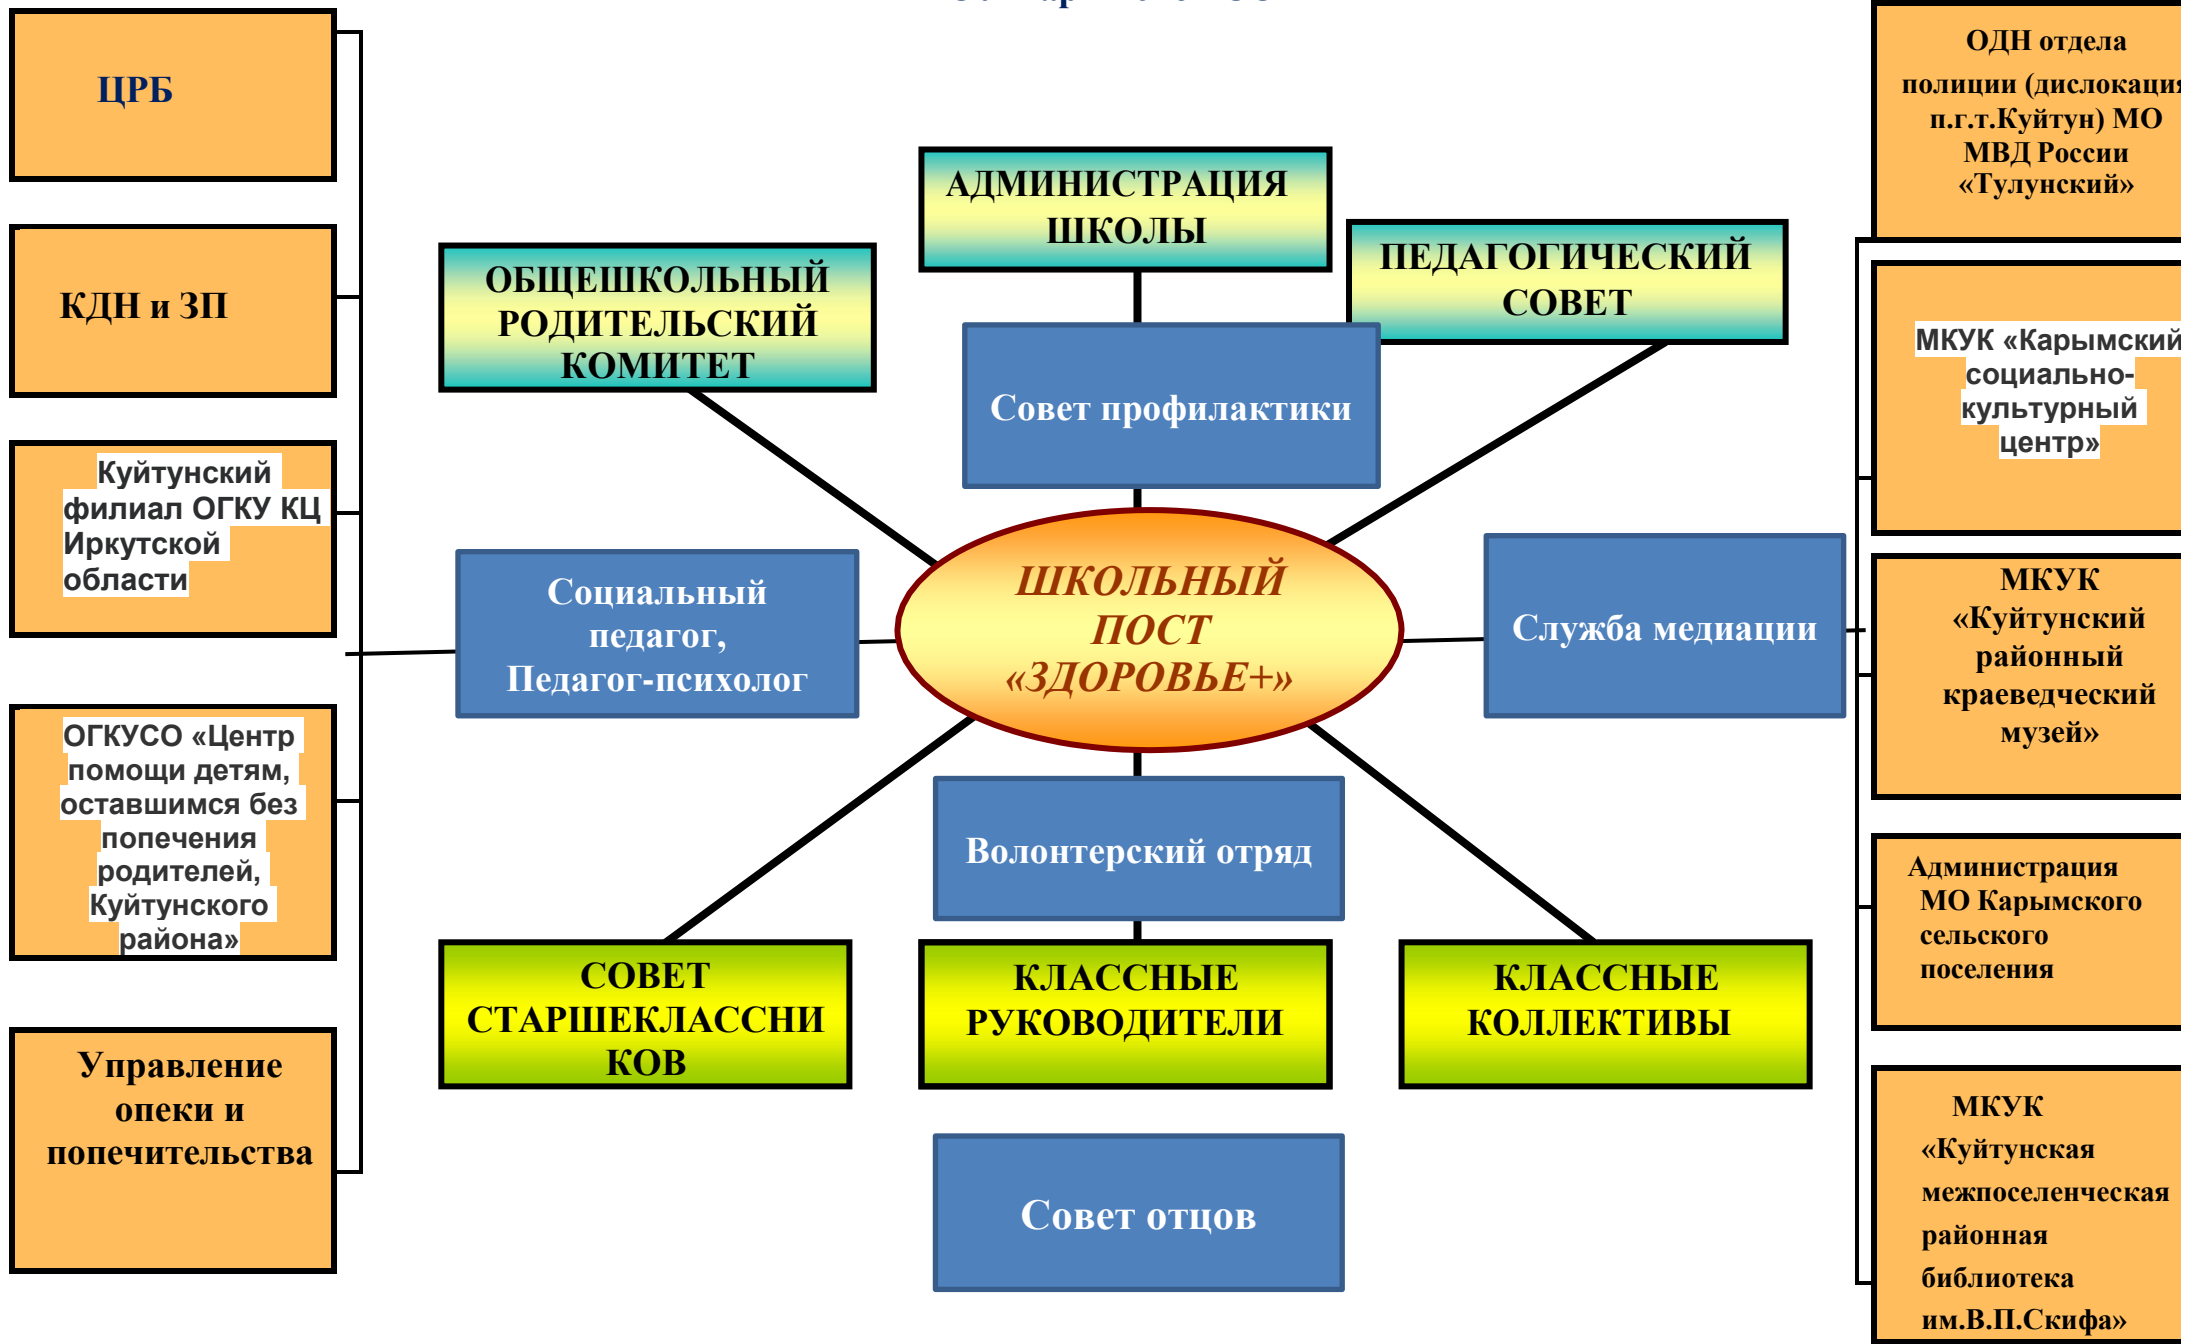 ЦРБ
КДН и ЗП
Куйтунский
филиал ОГКУ КЦ
Иркутской
области
ОГКУСО «Центр
помощи детям,
оставшимся без
попечения
родителей,
Куйтунского
района»
Управление
опеки и
попечительства
АДМИНИСТРАЦИЯ
ШКОЛЫ
ОБЩЕШКОЛЬНЫЙ
РОДИТЕЛЬСКИЙ
КОМИТЕТ
ПЕДАГОГИЧЕСКИЙ
СОВЕТ
Совет профилактики
Социальный
педагог,
Педагог-психолог
ШКОЛЬНЫЙ
ПОСТ
«ЗДОРОВЬЕ+»
Служба медиации
Волонтерский отряд
СОВЕТ
СТАРШЕКЛАССНИ
КОВ
КЛАССНЫЕ
РУКОВОДИТЕЛИ
КЛАССНЫЕ
КОЛЛЕКТИВЫ
Совет отцов
ОДН отдела
полиции (дислокация
п.г.т.Куйтун) МО
МВД России
«Тулунский»
МКУК «Карымский
социально-
культурный
центр»
МКУК
«Куйтунский
районный
краеведческий
музей»
Администрация
МО Карымского
сельского
поселения
МКУК
«Куйтунская
межпоселенческая
районная
библиотека
им.В.П.Скифа»